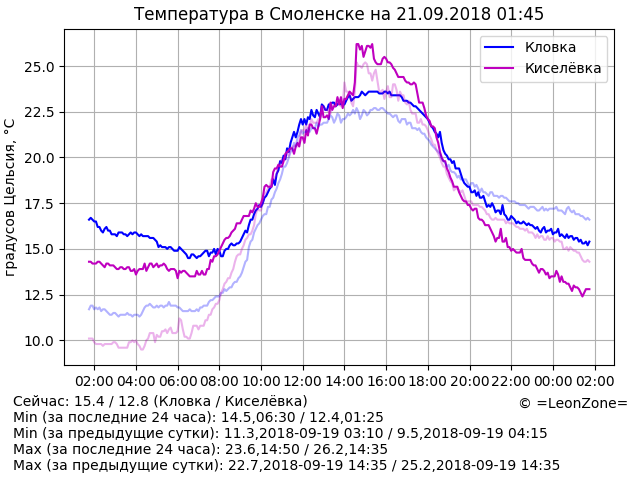 Температура в Смоленске на 21.09.2018 01:45
Кловка
Киселёвка
градусов Цельсия, °C
25.0
22.5
20.0
17.5
15.0
12.5
10.0
02:00 04:00 06:00 08:00 10:00 12:00 14:00 16:00 18:00 20:00 22:00 00:00 02:00
Сейчас: 15.4 / 12.8 (Кловка / Киселёвка)
© =LeonZone=
Min (за последние 24 часа): 14.5,06:30 / 12.4,01:25
Min (за предыдущие сутки): 11.3,2018-09-19 03:10 / 9.5,2018-09-19 04:15
Max (за последние 24 часа): 23.6,14:50 / 26.2,14:35
Max (за предыдущие сутки): 22.7,2018-09-19 14:35 / 25.2,2018-09-19 14:35